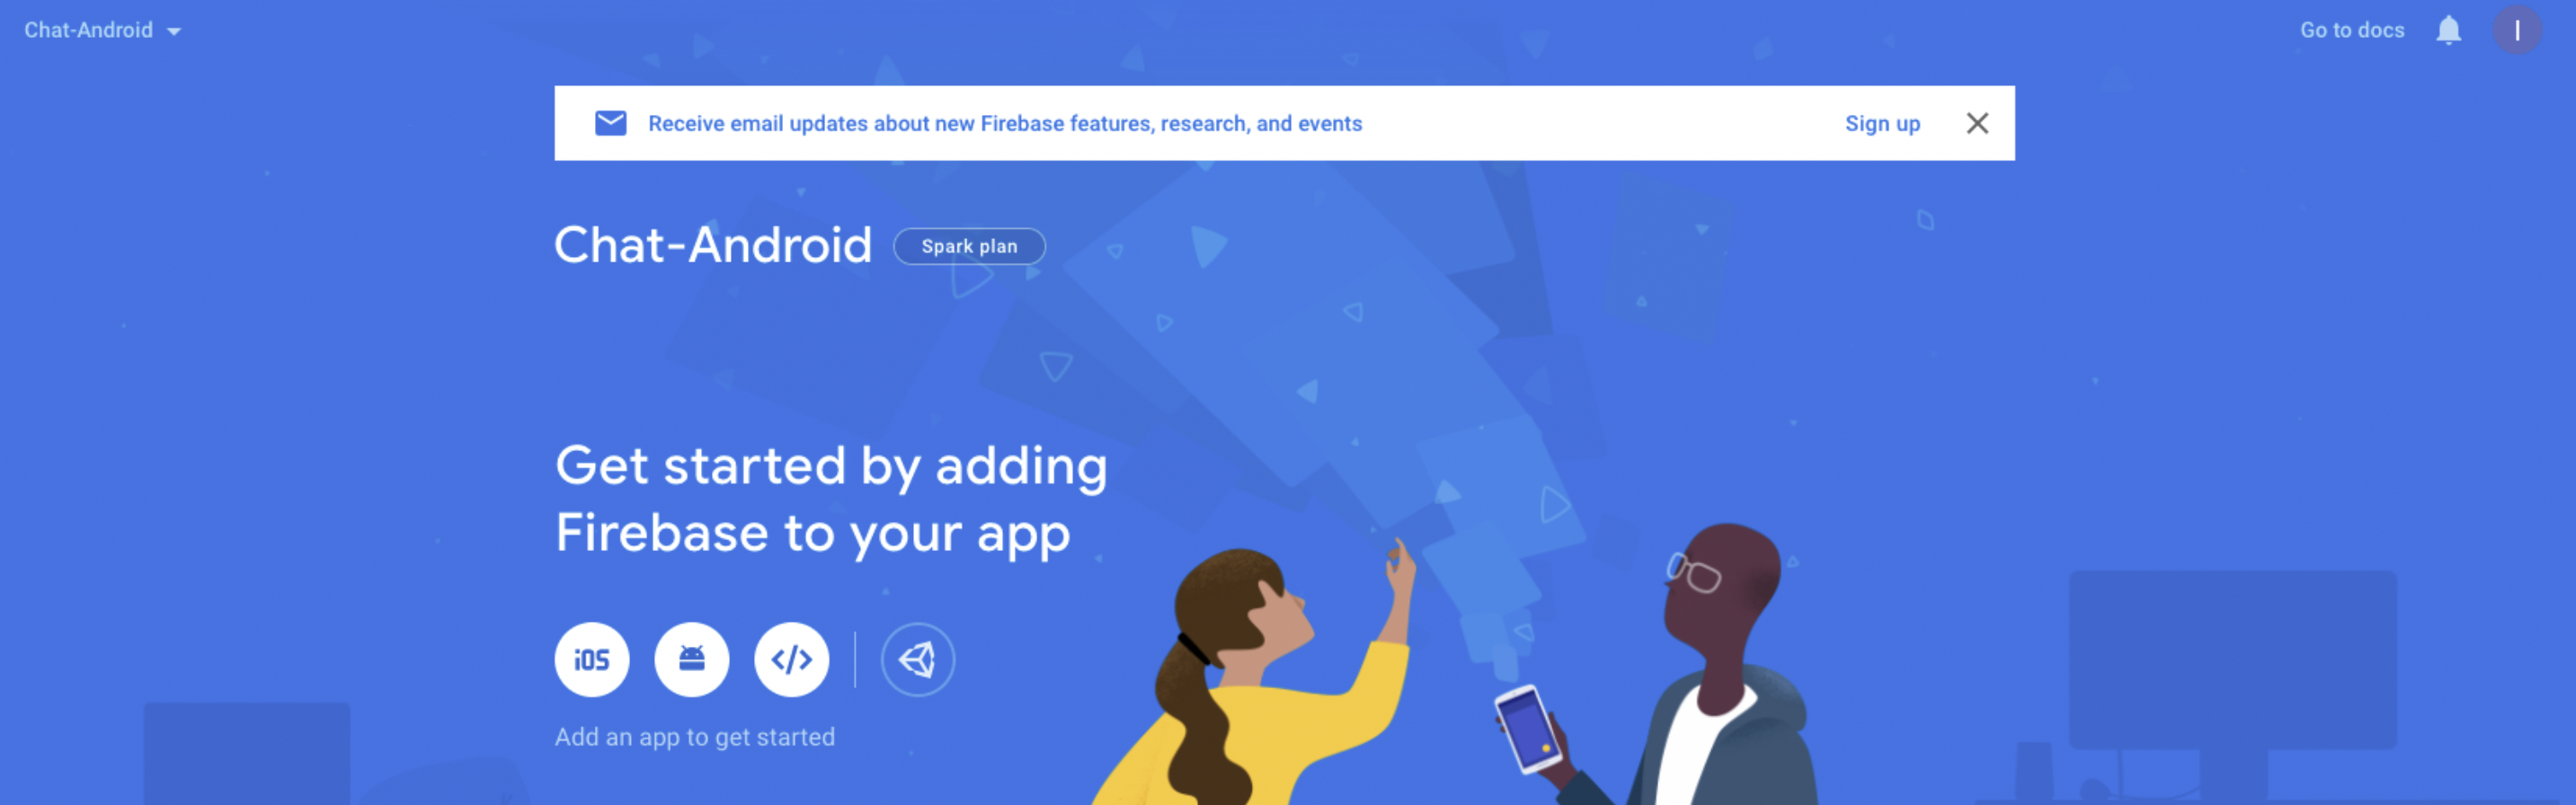 Chat-Android
Go to docs
I
Receive email updates about new Firebase features, research, and events
Sign up
Chat-Android
Spark plan
Get started by adding
Firebase to your app
iOS
</>
Add an app to get started